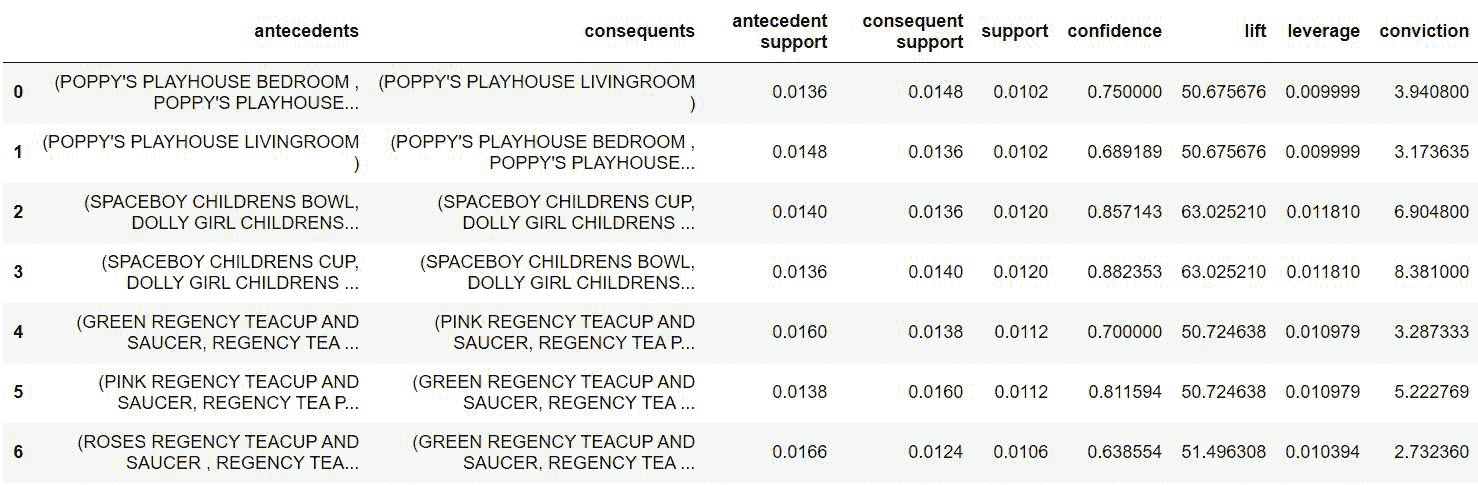 antecedents consequents antecedent support consequent support support confidence lift leverage conviction
0 (POPPY'S PLAYHOUSE BEDROOM , POPPY'S PLAYHOUSE... (POPPY'S PLAYHOUSE LIVINGROOM ) 0.0136 0.0148 0.0102 0.750000 50.675676 0.009999 3.940800
1 (POPPY'S PLAYHOUSE LIVINGROOM ) (POPPY'S PLAYHOUSE BEDROOM , POPPY'S PLAYHOUSE... 0.0148 0.0136 0.0102 0.689189 50.675676 0.009999 3.173635
2 (SPACEBOY CHILDRENS BOWL, DOLLY GIRL CHILDRENS... (SPACEBOY CHILDRENS CUP, DOLLY GIRL CHILDRENS ... 0.0140 0.0136 0.0120 0.857143 63.025210 0.011810 6.904800
3 (SPACEBOY CHILDRENS CUP, DOLLY GIRL CHILDRENS ... (SPACEBOY CHILDRENS BOWL, DOLLY GIRL CHILDRENS... 0.0136 0.0140 0.0120 0.882353 63.025210 0.011810 8.381000
4 (GREEN REGENCY TEACUP AND SAUCER, REGENCY TEA ... (PINK REGENCY TEACUP AND SAUCER, REGENCY TEA P... 0.0160 0.0138 0.0112 0.700000 50.724638 0.010979 3.287333
5 (PINK REGENCY TEACUP AND SAUCER, REGENCY TEA P... (GREEN REGENCY TEACUP AND SAUCER, REGENCY TEA ... 0.0138 0.0160 0.0112 0.811594 50.724638 0.010979 5.222769
6 (ROSES REGENCY TEACUP AND SAUCER , REGENCY TEA... (GREEN REGENCY TEACUP AND SAUCER, REGENCY TEA ... 0.0166 0.0124 0.0106 0.638554 51.496308 0.010394 2.732360